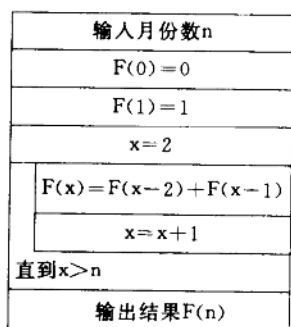 输入月份数n
F(0)=0
F(1)=1
x=2
F(x)=F(x-2)+F(x-1)
x=x+1
直到x>n
输出结果F(n)